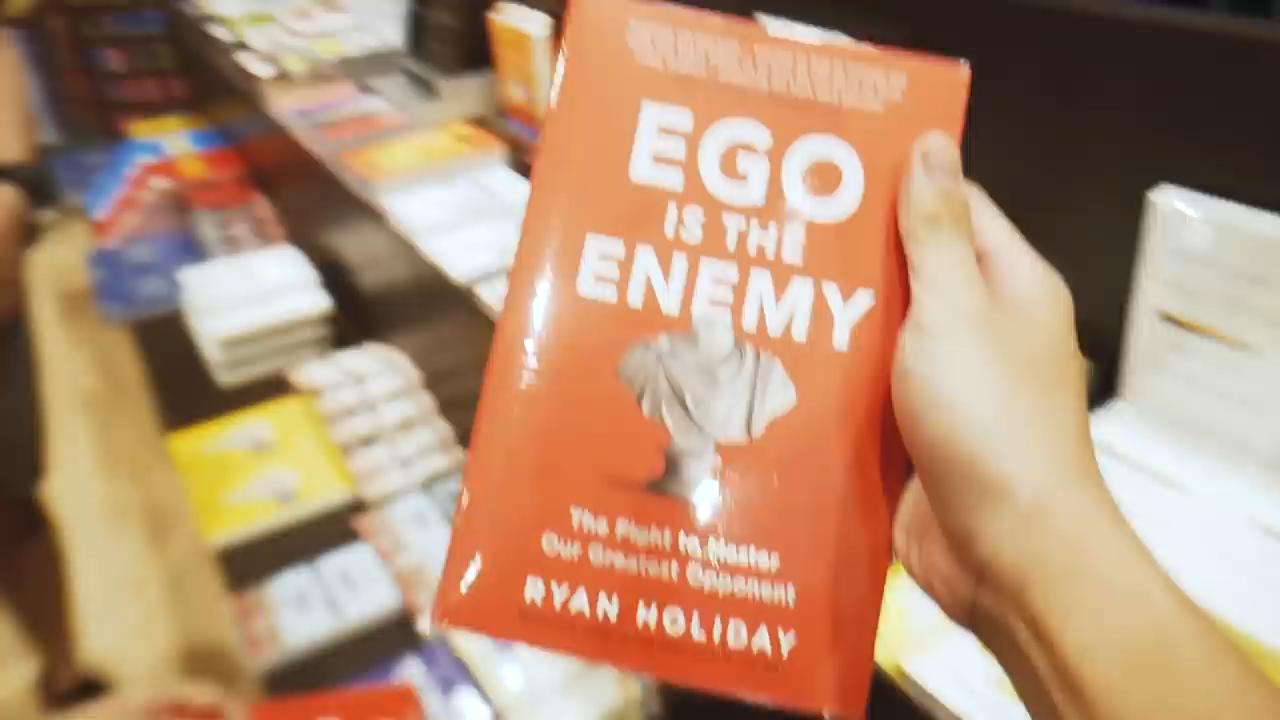 EGO
IS THE
ENEMY
The Fight to Master
Our Greatest Opponent
RYAN HOLIDAY